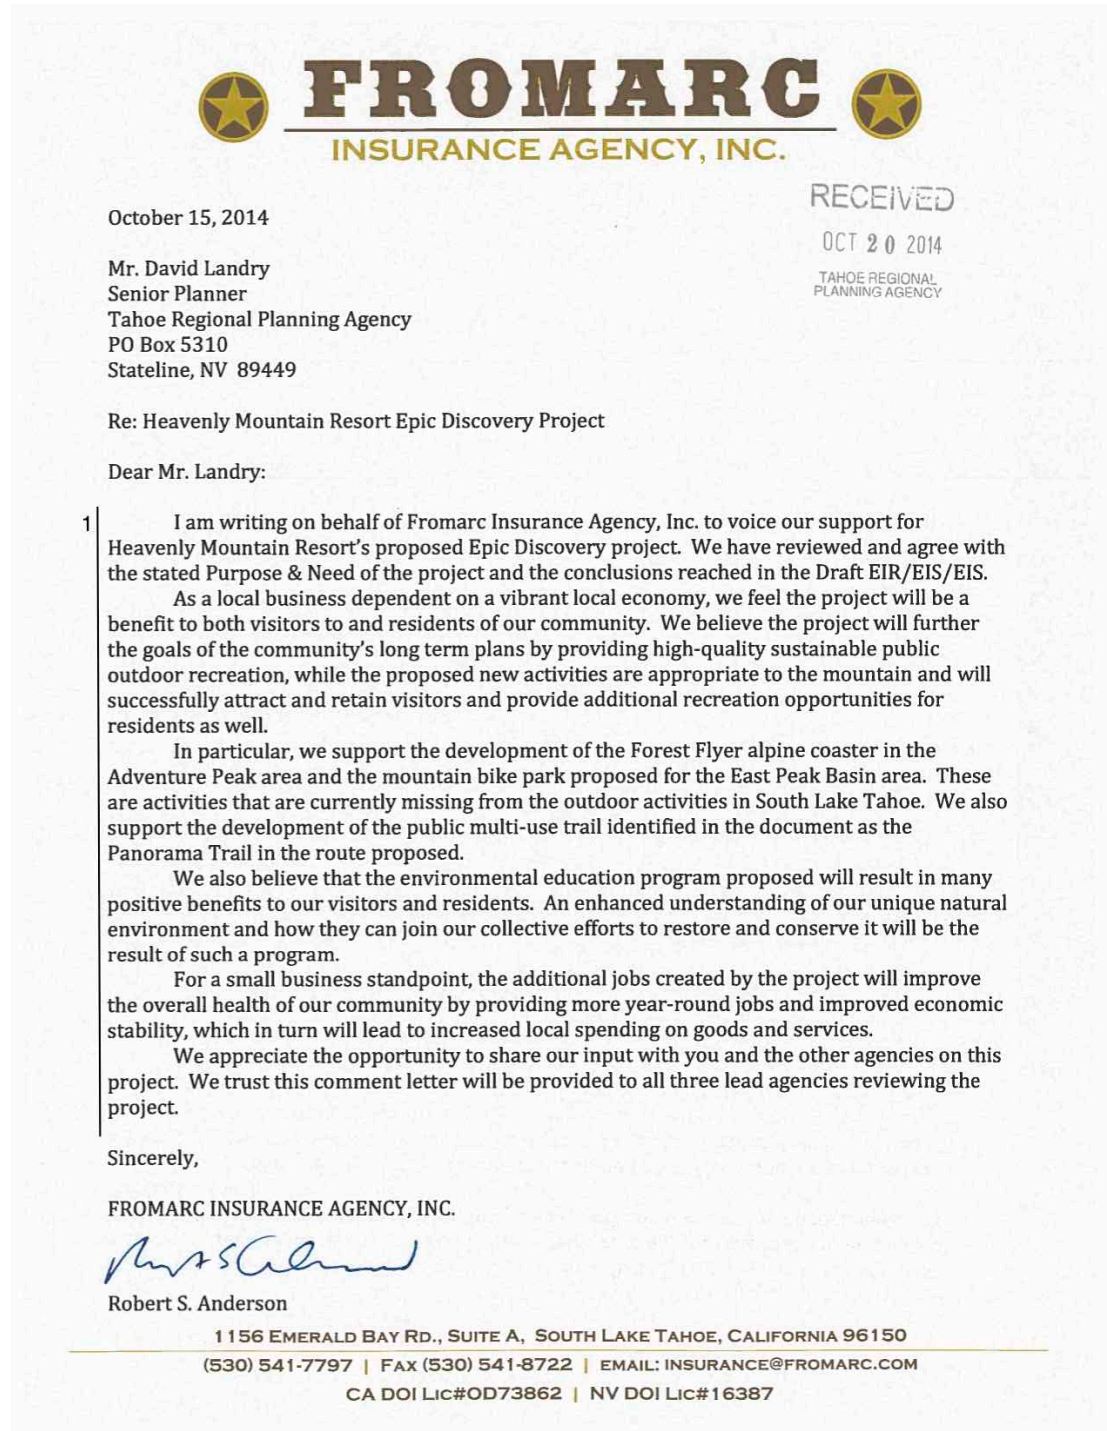 FROMARC
INSURANCE AGENCY, INC.
RECEIVED
OCT 20 2014
TAHOE REGIONAL
PLANNING AGENCY
October 15, 2014
Mr. David Landry
Senior Planner
Tahoe Regional Planning Agency
PO Box 5310
Stateline, NV 89449
Re: Heavenly Mountain Resort Epic Discovery Project
Dear Mr. Landry:
1
I am writing on behalf of Fromarc Insurance Agency, Inc. to voice our support for
Heavenly Mountain Resort's proposed Epic Discovery project. We have reviewed and agree with
the stated Purpose & Need of the project and the conclusions reached in the Draft EIR/EIS/EIS.
As a local business dependent on a vibrant local economy, we feel the project will be a
benefit to both visitors to and residents of our community. We believe the project will further
the goals of the community's long term plans by providing high-quality sustainable public
outdoor recreation, while the proposed new activities are appropriate to the mountain and will
successfully attract and retain visitors and provide additional recreation opportunities for
residents as well.
In particular, we support the development of the Forest Flyer alpine coaster in the
Adventure Peak area and the mountain bike park proposed for the East Peak Basin area. These
are activities that are currently missing from the outdoor activities in South Lake Tahoe. We also
support the development of the public multi-use trail identified in the document as the
Panorama Trail in the route proposed.
We also believe that the environmental education program proposed will result in many
positive benefits to our visitors and residents. An enhanced understanding of our unique natural
environment and how they can join our collective efforts to restore and conserve it will be the
result of such a program.
For a small business standpoint, the additional jobs created by the project will improve
the overall health of our community by providing more year-round jobs and improved economic
stability, which in turn will lead to increased local spending on goods and services.
We appreciate the opportunity to share our input with you and the other agencies on this
project. We trust this comment letter will be provided to all three lead agencies reviewing the
project.
Sincerely,
FROMARC INSURANCE AGENCY, INC.
Robert S. Anderson
1156 EMERALD BAY RD., SUITE A, SOUTH LAKE TAHOE, CALIFORNIA 96150
(530) 541-7797 | FAX (530) 541-8722 | EMAIL: INSURANCE@FROMARC.COM
CA DOI LIC#OD73862 | NV DOI LIC#16387